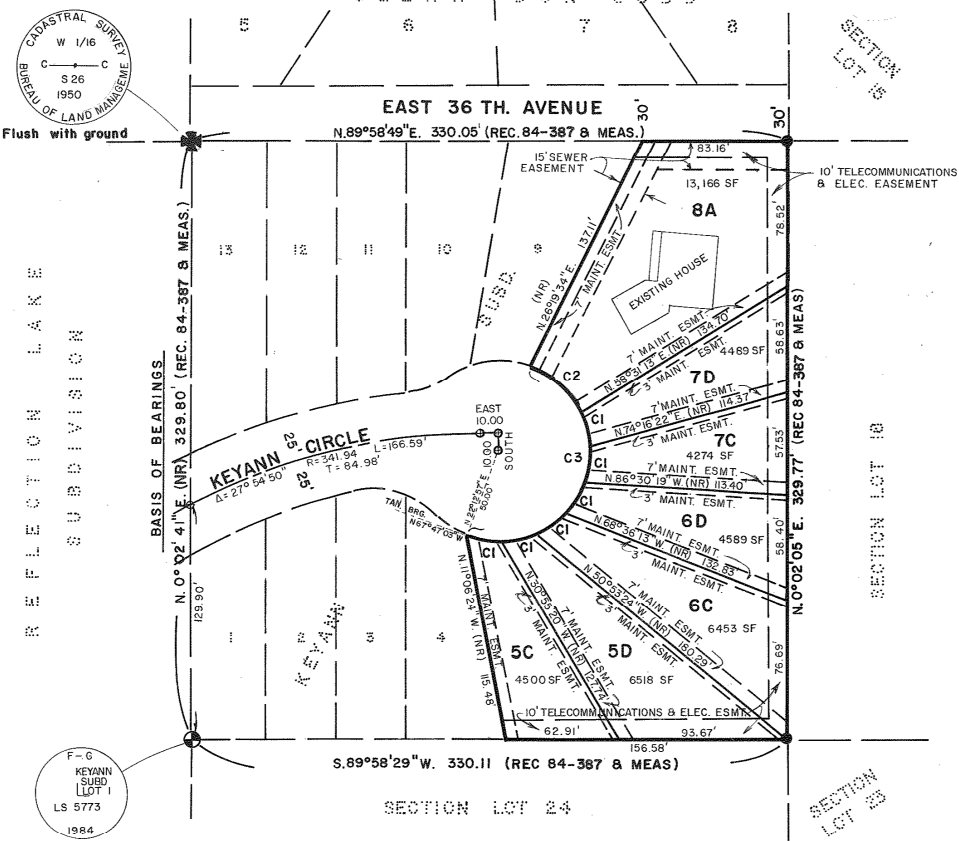 5
6
7
8
SECTION
LOT 15
CADASTRAL SURVEY
W 1/16
C C
S 26
1950
BUREAU OF LAND MANAGEME
Flush with ground
EAST 36 TH. AVENUE
30'
30'
N.89°58'49"E. 330.05' (REC. 84-387 & MEAS.)
83.16'
15' SEWER
EASEMENT
10' TELECOMMUNICATIONS
& ELEC. EASEMENT
13,166 SF
8A
78.52'
137.11'
N.26°19'34"E.
(NR)
7' MAINT. ESMT
EXISTING HOUSE
13
12
11
10
9
SUBD.
REFLECTION LAKE
SUBDIVISION
BASIS OF BEARINGS
N. 0°02'41"E. (NR) 329.80' (REC. 84-387 & MEAS.)
129.90'
7' MAINT. ESMT.
N. 58°31'13"E. (NR) 134.70'
3' MAINT. ESMT.
4489 SF
58.63'
C2
7D
7' MAINT. ESMT.
N.74°16'22"E. (NR) 114.37'
3' MAINT. ESMT.
C1
7C
4274 SF
57.53'
C3
C1
7' MAINT. ESMT.
N.86°30'19"W. (NR) 113.40'
3' MAINT. ESMT.
N.0°02'05"E. 329.77' (REC 84-387 & MEAS)
SECTION LOT 18
EAST
10.00
10.00
SOUTH
50.00'
KEYANN CIRCLE
25'
25'
Δ=27°54'50"
R=341.94
L=166.59'
T=84.98'
TAN. BRG.
N67°47'03"W
C1
6D
7' MAINT. ESMT.
N.68°36'13"W. (NR) 132.83'
3' MAINT. ESMT.
4589 SF
58.40'
C1
C1
C1
6C
6453 SF
7' MAINT. ESMT.
N.50°53'24"W. (NR) 180.29'
3' MAINT. ESMT.
76.69'
5D
6518 SF
7' MAINT. ESMT
N.30°55'20"W. (NR) 127.74'
3' MAINT. ESMT.
5C
4500 SF
7' MAINT ESMT
N.11°06'24"W. (NR)
115.48'
1
2
3
4
KEYANN
10' TELECOMMUNICATIONS & ELEC. ESMT.
62.91'
93.67'
156.58'
S.89°58'29"W. 330.11 (REC 84-387 & MEAS)
F-.G
KEYANN
SUBD
LOT 1
LS 5773
1984
SECTION LOT 24
SECTION
LOT 23